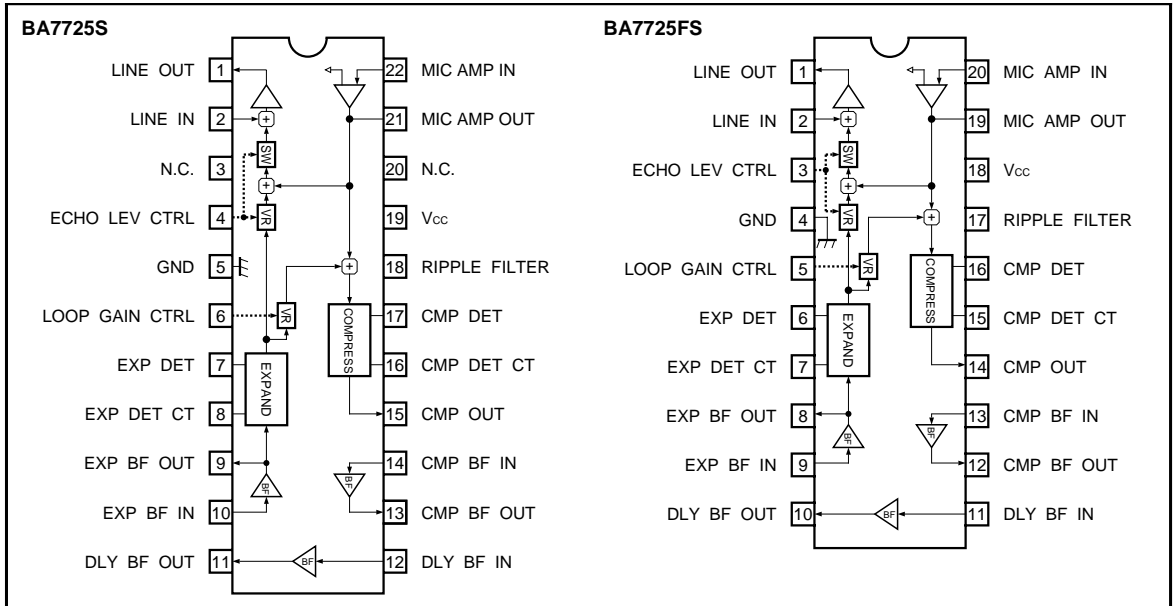 BA7725S
LINE OUT 1
LINE IN 2
N.C. 3
ECHO LEV CTRL 4
GND 5
LOOP GAIN CTRL 6
EXP DET 7
EXP DET CT 8
EXP BF OUT 9
EXP BF IN 10
DLY BF OUT 11
22 MIC AMP IN
21 MIC AMP OUT
20 N.C.
19 Vcc
18 RIPPLE FILTER
17 CMP DET
16 CMP DET CT
15 CMP OUT
14 CMP BF IN
13 CMP BF OUT
12 DLY BF IN
+
SW
+
VR
+
VR
COMPRESS
EXPAND
BF
BF
BF
BA7725FS
LINE OUT 1
LINE IN 2
ECHO LEV CTRL 3
GND 4
LOOP GAIN CTRL 5
EXP DET 6
EXP DET CT 7
EXP BF OUT 8
EXP BF IN 9
DLY BF OUT 10
20 MIC AMP IN
19 MIC AMP OUT
18 Vcc
17 RIPPLE FILTER
16 CMP DET
15 CMP DET CT
14 CMP OUT
13 CMP BF IN
12 CMP BF OUT
11 DLY BF IN
+
SW
+
VR
+
VR
COMPRESS
EXPAND
BF
BF
BF